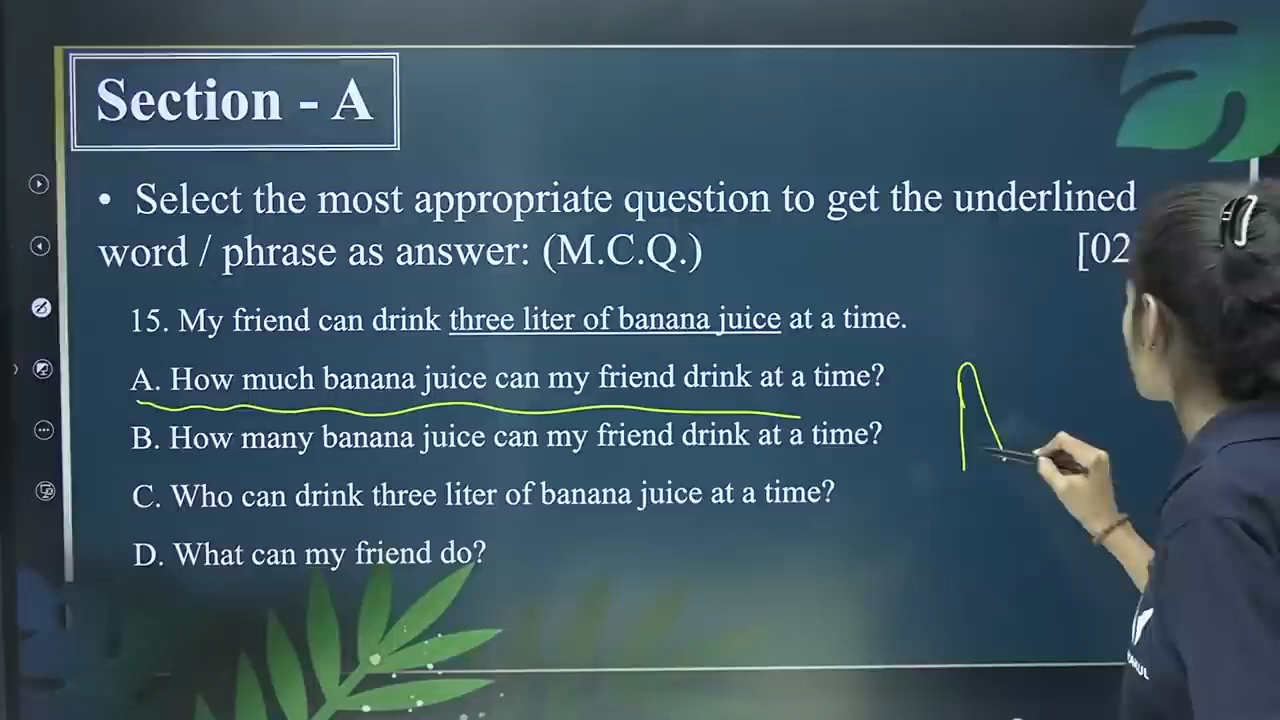 Section - A
• Select the most appropriate question to get the underlined
word / phrase as answer: (M.C.Q.) [02
15. My friend can drink three liter of banana juice at a time.
A. How much banana juice can my friend drink at a time?
B. How many banana juice can my friend drink at a time?
C. Who can drink three liter of banana juice at a time?
D. What can my friend do?